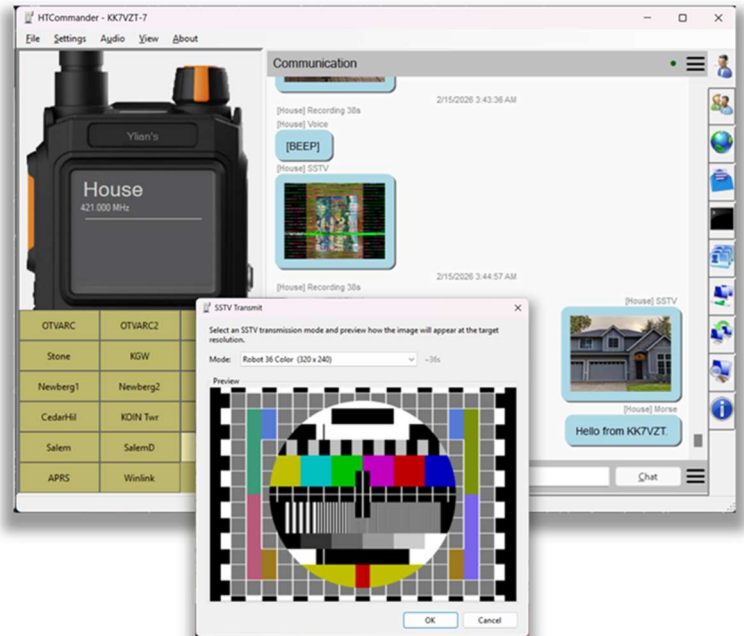 HTCommander - KK7VZT-7
File Settings Audio View About
Ylian's
House
421.000 MHz
OTVARC OTVARC2
Stone KGW
Newberg1 Newberg2
CedarHil KOIN Twr
Salem SalemD
APRS Winlink
Communication
2/15/2026 3:43:36 AM
[House] Recording 38s
[House] Voice
[BEEP]
[House] SSTV
2/15/2026 3:44:57 AM
[House] Recording 38s
[House] SSTV
[House] Morse
Hello from KK7VZT.
Chat
SSTV Transmit
Select an SSTV transmission mode and preview how the image will appear at the target
resolution.
Mode: Robot 36 Color (320 x 240) ~36s
Preview
OK Cancel